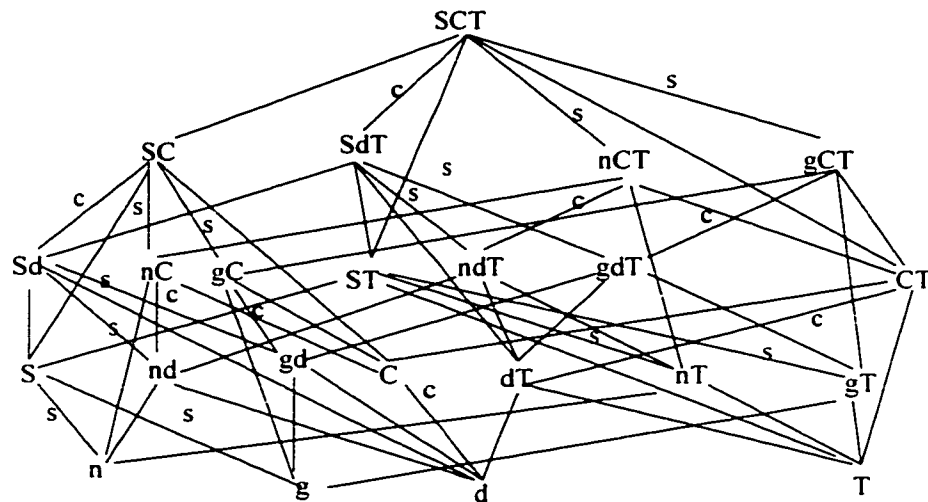 SCT
s
c
s
SC SdT nCT gCT
s
c s s s c c
Sd nC gC ST ndT gdT CT
s c c
s s c
S nd gd C dT nT s gT
s s c
n g d T